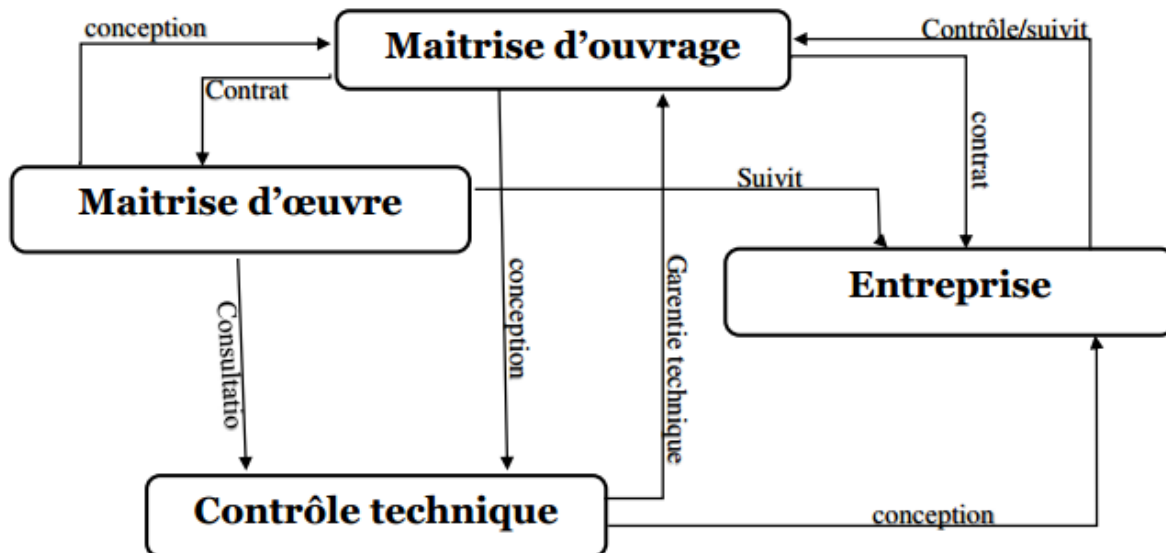 conception
Maitrise d'ouvrage
Contrôle/suivit
Contrat
contrat
Maitrise d'œuvre
Suivit
Entreprise
Consultatio
conception
Garentie technique
Contrôle technique
conception